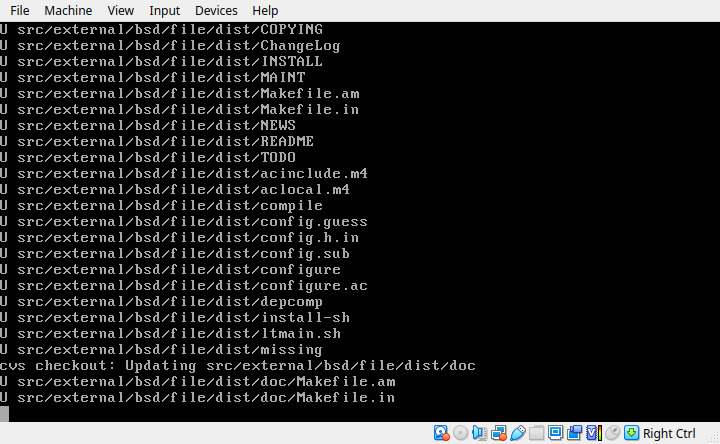 File Machine View Input Devices Help
U src/external/bsd/file/dist/COPYING
U src/external/bsd/file/dist/ChangeLog
U src/external/bsd/file/dist/INSTALL
U src/external/bsd/file/dist/MAINT
U src/external/bsd/file/dist/Makefile.am
U src/external/bsd/file/dist/Makefile.in
U src/external/bsd/file/dist/NEWS
U src/external/bsd/file/dist/README
U src/external/bsd/file/dist/TODO
U src/external/bsd/file/dist/acinclude.m4
U src/external/bsd/file/dist/aclocal.m4
U src/external/bsd/file/dist/compile
U src/external/bsd/file/dist/config.guess
U src/external/bsd/file/dist/config.h.in
U src/external/bsd/file/dist/config.sub
U src/external/bsd/file/dist/configure
U src/external/bsd/file/dist/configure.ac
U src/external/bsd/file/dist/depcomp
U src/external/bsd/file/dist/install-sh
U src/external/bsd/file/dist/ltmain.sh
U src/external/bsd/file/dist/missing
cvs checkout: Updating src/external/bsd/file/dist/doc
U src/external/bsd/file/dist/doc/Makefile.am
U src/external/bsd/file/dist/doc/Makefile.in
Right Ctrl